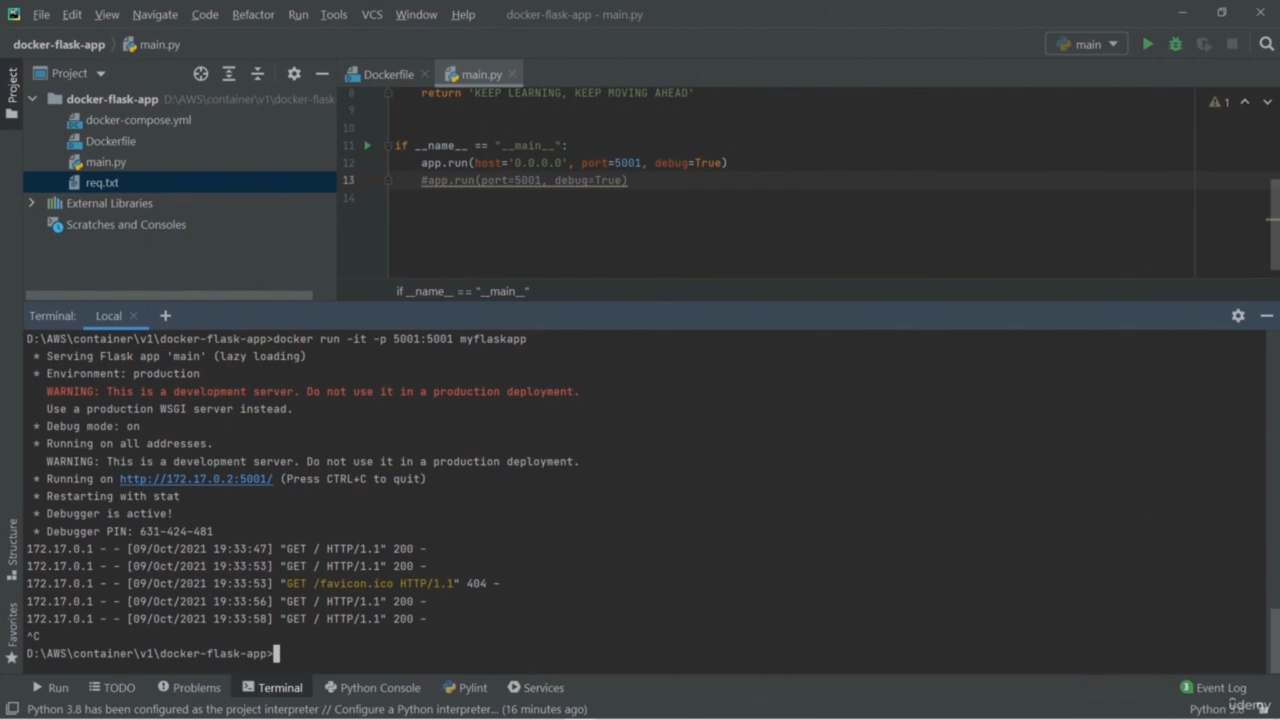 File Edit View Navigate Code Refactor Run Tools VCS Window Help docker-flask-app - main.py
docker-flask-app main.py main
Project Dockerfile main.py
docker-flask-app D:\AWS\container\v1\docker-flask
docker-compose.yml
Dockerfile
main.py
req.txt
External Libraries
Scratches and Consoles
8 return 'KEEP LEARNING, KEEP MOVING AHEAD'
9
10
11 if __name__ == "__main__":
12 app.run(host='0.0.0.0', port=5001, debug=True)
13 #app.run(port=5001, debug=True)
14
1
if __name__ == "__main__"
Terminal: Local
D:\AWS\container\v1\docker-flask-app>docker run -it -p 5001:5001 myflaskapp
* Serving Flask app 'main' (lazy loading)
* Environment: production
WARNING: This is a development server. Do not use it in a production deployment.
Use a production WSGI server instead.
* Debug mode: on
* Running on all addresses.
WARNING: This is a development server. Do not use it in a production deployment.
* Running on http://172.17.0.2:5001/ (Press CTRL+C to quit)
* Restarting with stat
* Debugger is active!
* Debugger PIN: 631-424-481
172.17.0.1 - - [09/Oct/2021 19:33:47] "GET / HTTP/1.1" 200 -
172.17.0.1 - - [09/Oct/2021 19:33:53] "GET / HTTP/1.1" 200 -
172.17.0.1 - - [09/Oct/2021 19:33:53] "GET /favicon.ico HTTP/1.1" 404 -
172.17.0.1 - - [09/Oct/2021 19:33:56] "GET / HTTP/1.1" 200 -
172.17.0.1 - - [09/Oct/2021 19:33:58] "GET / HTTP/1.1" 200 -
^C
D:\AWS\container\v1\docker-flask-app>
Project
Structure
Favorites
Run TODO Problems Terminal Python Console Pylint Services 3 Event Log
Python 3.8 has been configured as the project interpreter // Configure a Python interpreter... (16 minutes ago) Python 3.8
Udemy